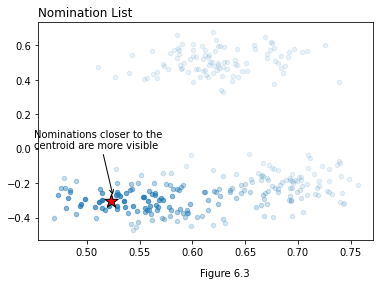 Nomination List
0.6
0.4
0.2
0.0
−0.2
−0.4
Nominations closer to the
centroid are more visible
0.50 0.55 0.60 0.65 0.70 0.75
Figure 6.3